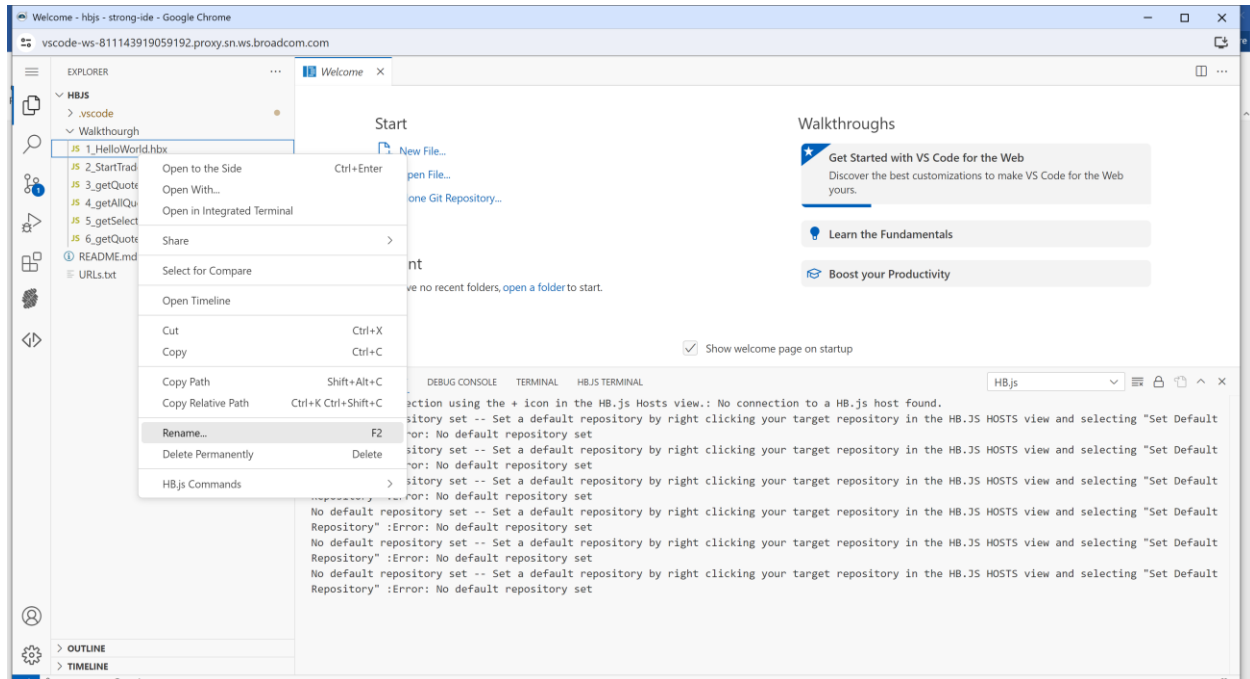 Welcome - hbjs - strong-ide - Google Chrome
vscode-ws-811143919059192.proxy.sn.ws.broadcom.com
EXPLORER
HBJS
.vscode
Walkthourgh
JS 1_HelloWorld.hbx
JS 2_StartTrad
JS 3_getQuote
JS 4_getAllQu
JS 5_getSelect
JS 6_getQuote
README.md
URLs.txt
OUTLINE
TIMELINE
1
Open to the Side Ctrl+Enter
Open With...
Open in Integrated Terminal
Share
Select for Compare
Open Timeline
Cut Ctrl+X
Copy Ctrl+C
Copy Path Shift+Alt+C
Copy Relative Path Ctrl+K Ctrl+Shift+C
Rename... F2
Delete Permanently Delete
HB.js Commands
Welcome
Start
New File...
pen File...
one Git Repository...
nt
ve no recent folders, open a folder to start.
Walkthroughs
Get Started with VS Code for the Web
Discover the best customizations to make VS Code for the Web
yours.
Learn the Fundamentals
Boost your Productivity
Show welcome page on startup
DEBUG CONSOLE TERMINAL HB.JS TERMINAL HB.js
ection using the + icon in the HB.js Hosts view.: No connection to a HB.js host found.
sitory set -- Set a default repository by right clicking your target repository in the HB.JS HOSTS view and selecting "Set Default
ror: No default repository set
sitory set -- Set a default repository by right clicking your target repository in the HB.JS HOSTS view and selecting "Set Default
ror: No default repository set
sitory set -- Set a default repository by right clicking your target repository in the HB.JS HOSTS view and selecting "Set Default
Repository" :Error: No default repository set
No default repository set -- Set a default repository by right clicking your target repository in the HB.JS HOSTS view and selecting "Set Default
Repository" :Error: No default repository set
No default repository set -- Set a default repository by right clicking your target repository in the HB.JS HOSTS view and selecting "Set Default
Repository" :Error: No default repository set
No default repository set -- Set a default repository by right clicking your target repository in the HB.JS HOSTS view and selecting "Set Default
Repository" :Error: No default repository set